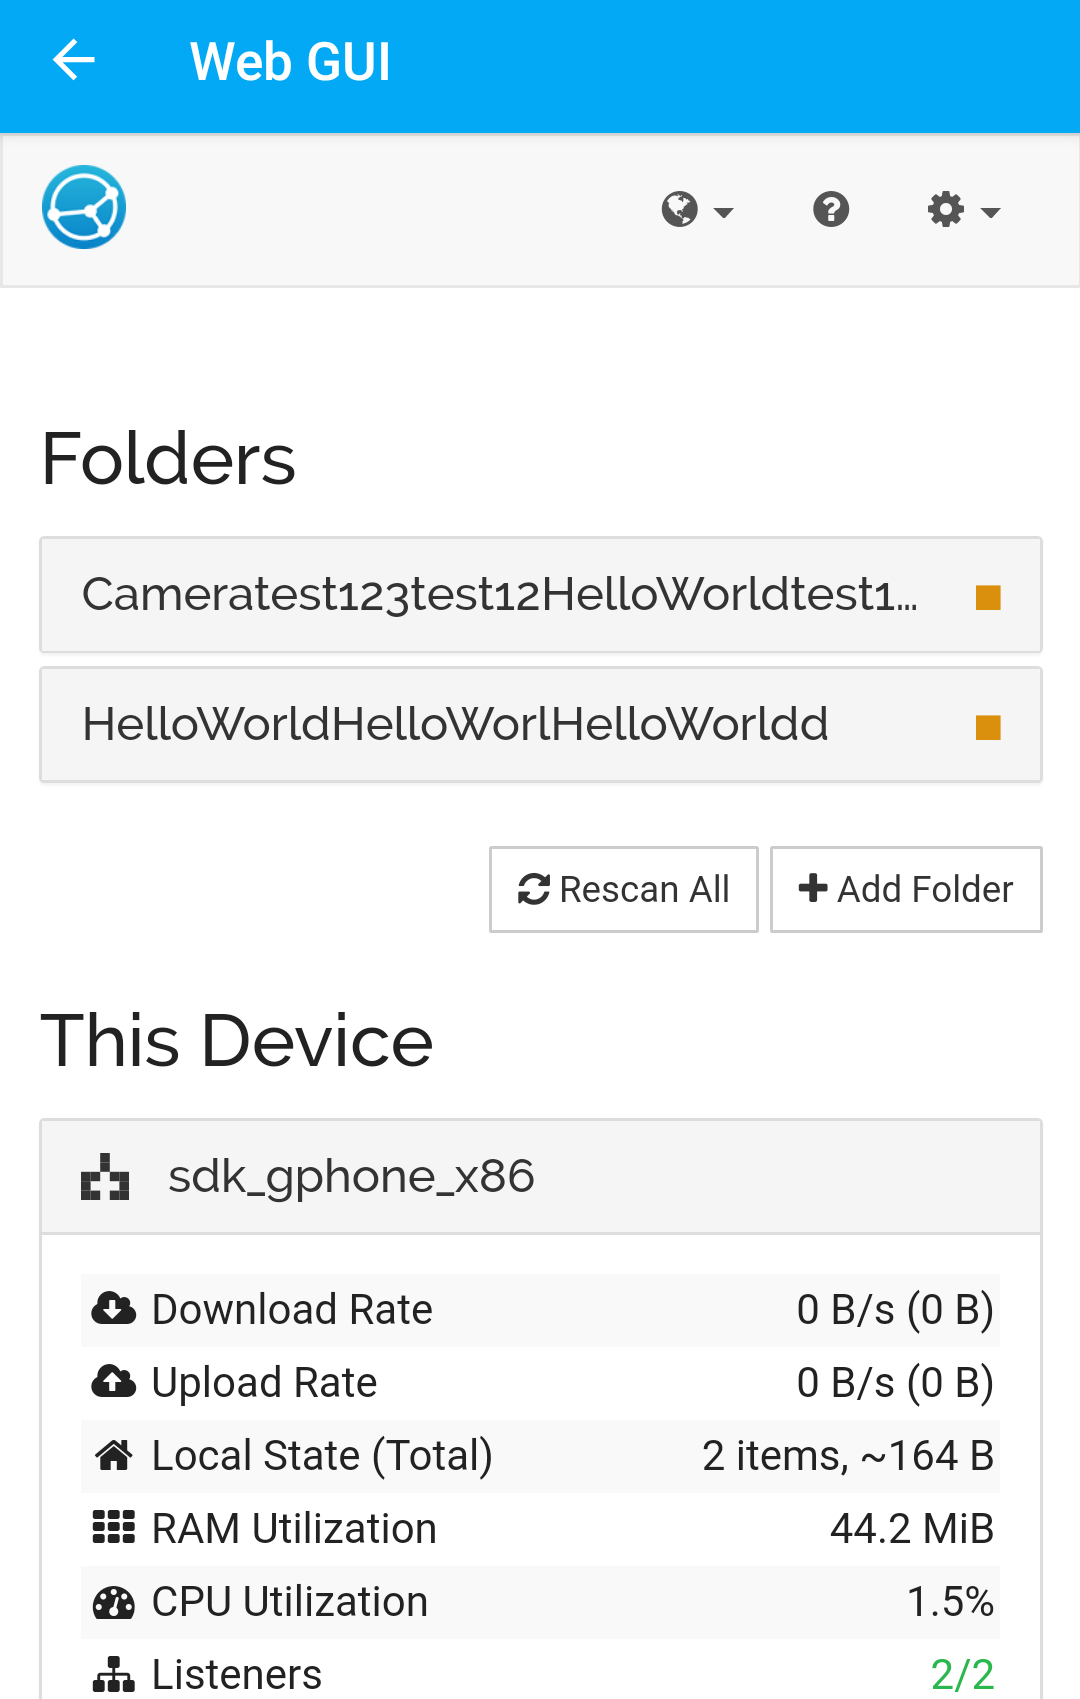 Web GUI
Folders
Cameratest123test12HelloWorldtest1...
HelloWorldHelloWorlHelloWorldd
Rescan All
Add Folder
This Device
sdk_gphone_x86
Download Rate 0 B/s (0 B)
Upload Rate 0 B/s (0 B)
Local State (Total) 2 items, ~164 B
RAM Utilization 44.2 MiB
CPU Utilization 1.5%
Listeners 2/2